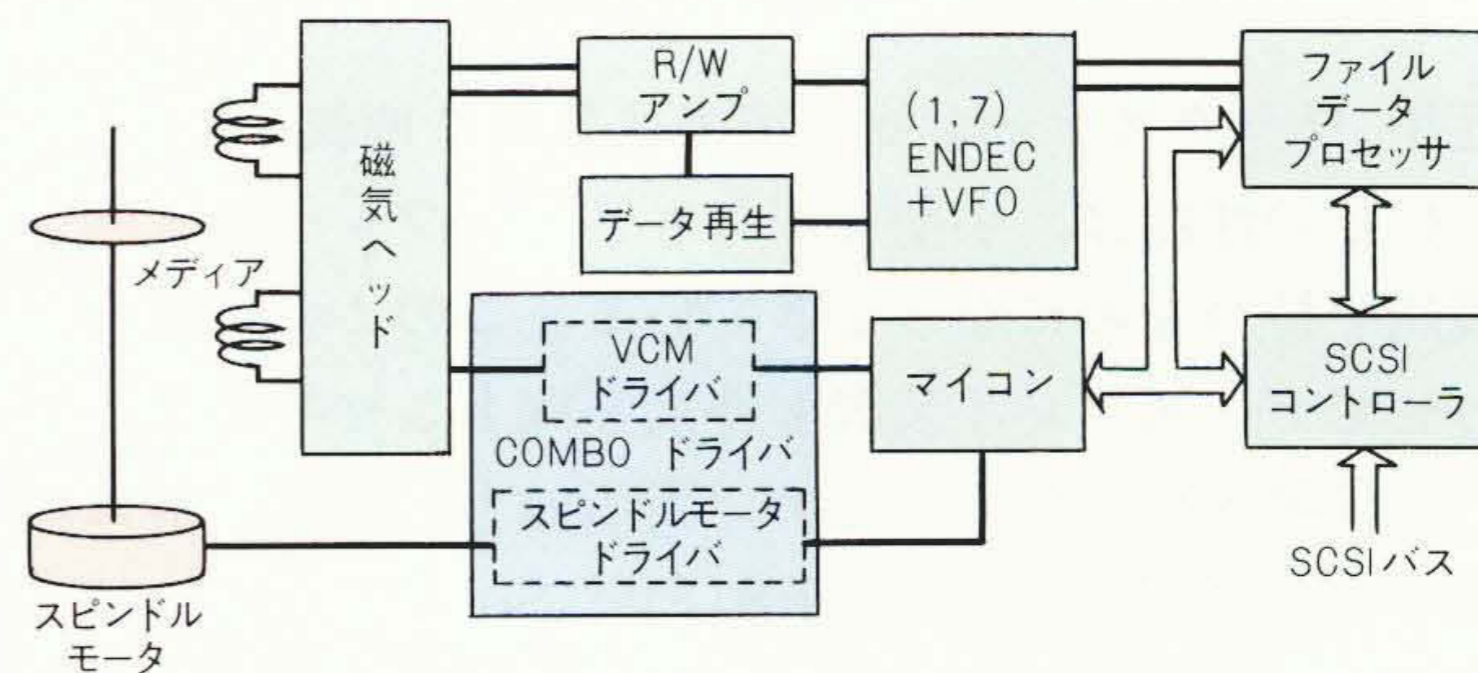 磁気ヘッド
メディア
スピンドル
モータ
R/W
アンプ
データ再生
(1,7)
ENDEC
+VFO
ファイル
データ
プロセッサ
VCM
ドライバ
COMBO ドライバ
スピンドルモータ
ドライバ
マイコン
SCSI
コントローラ
SCSIバス